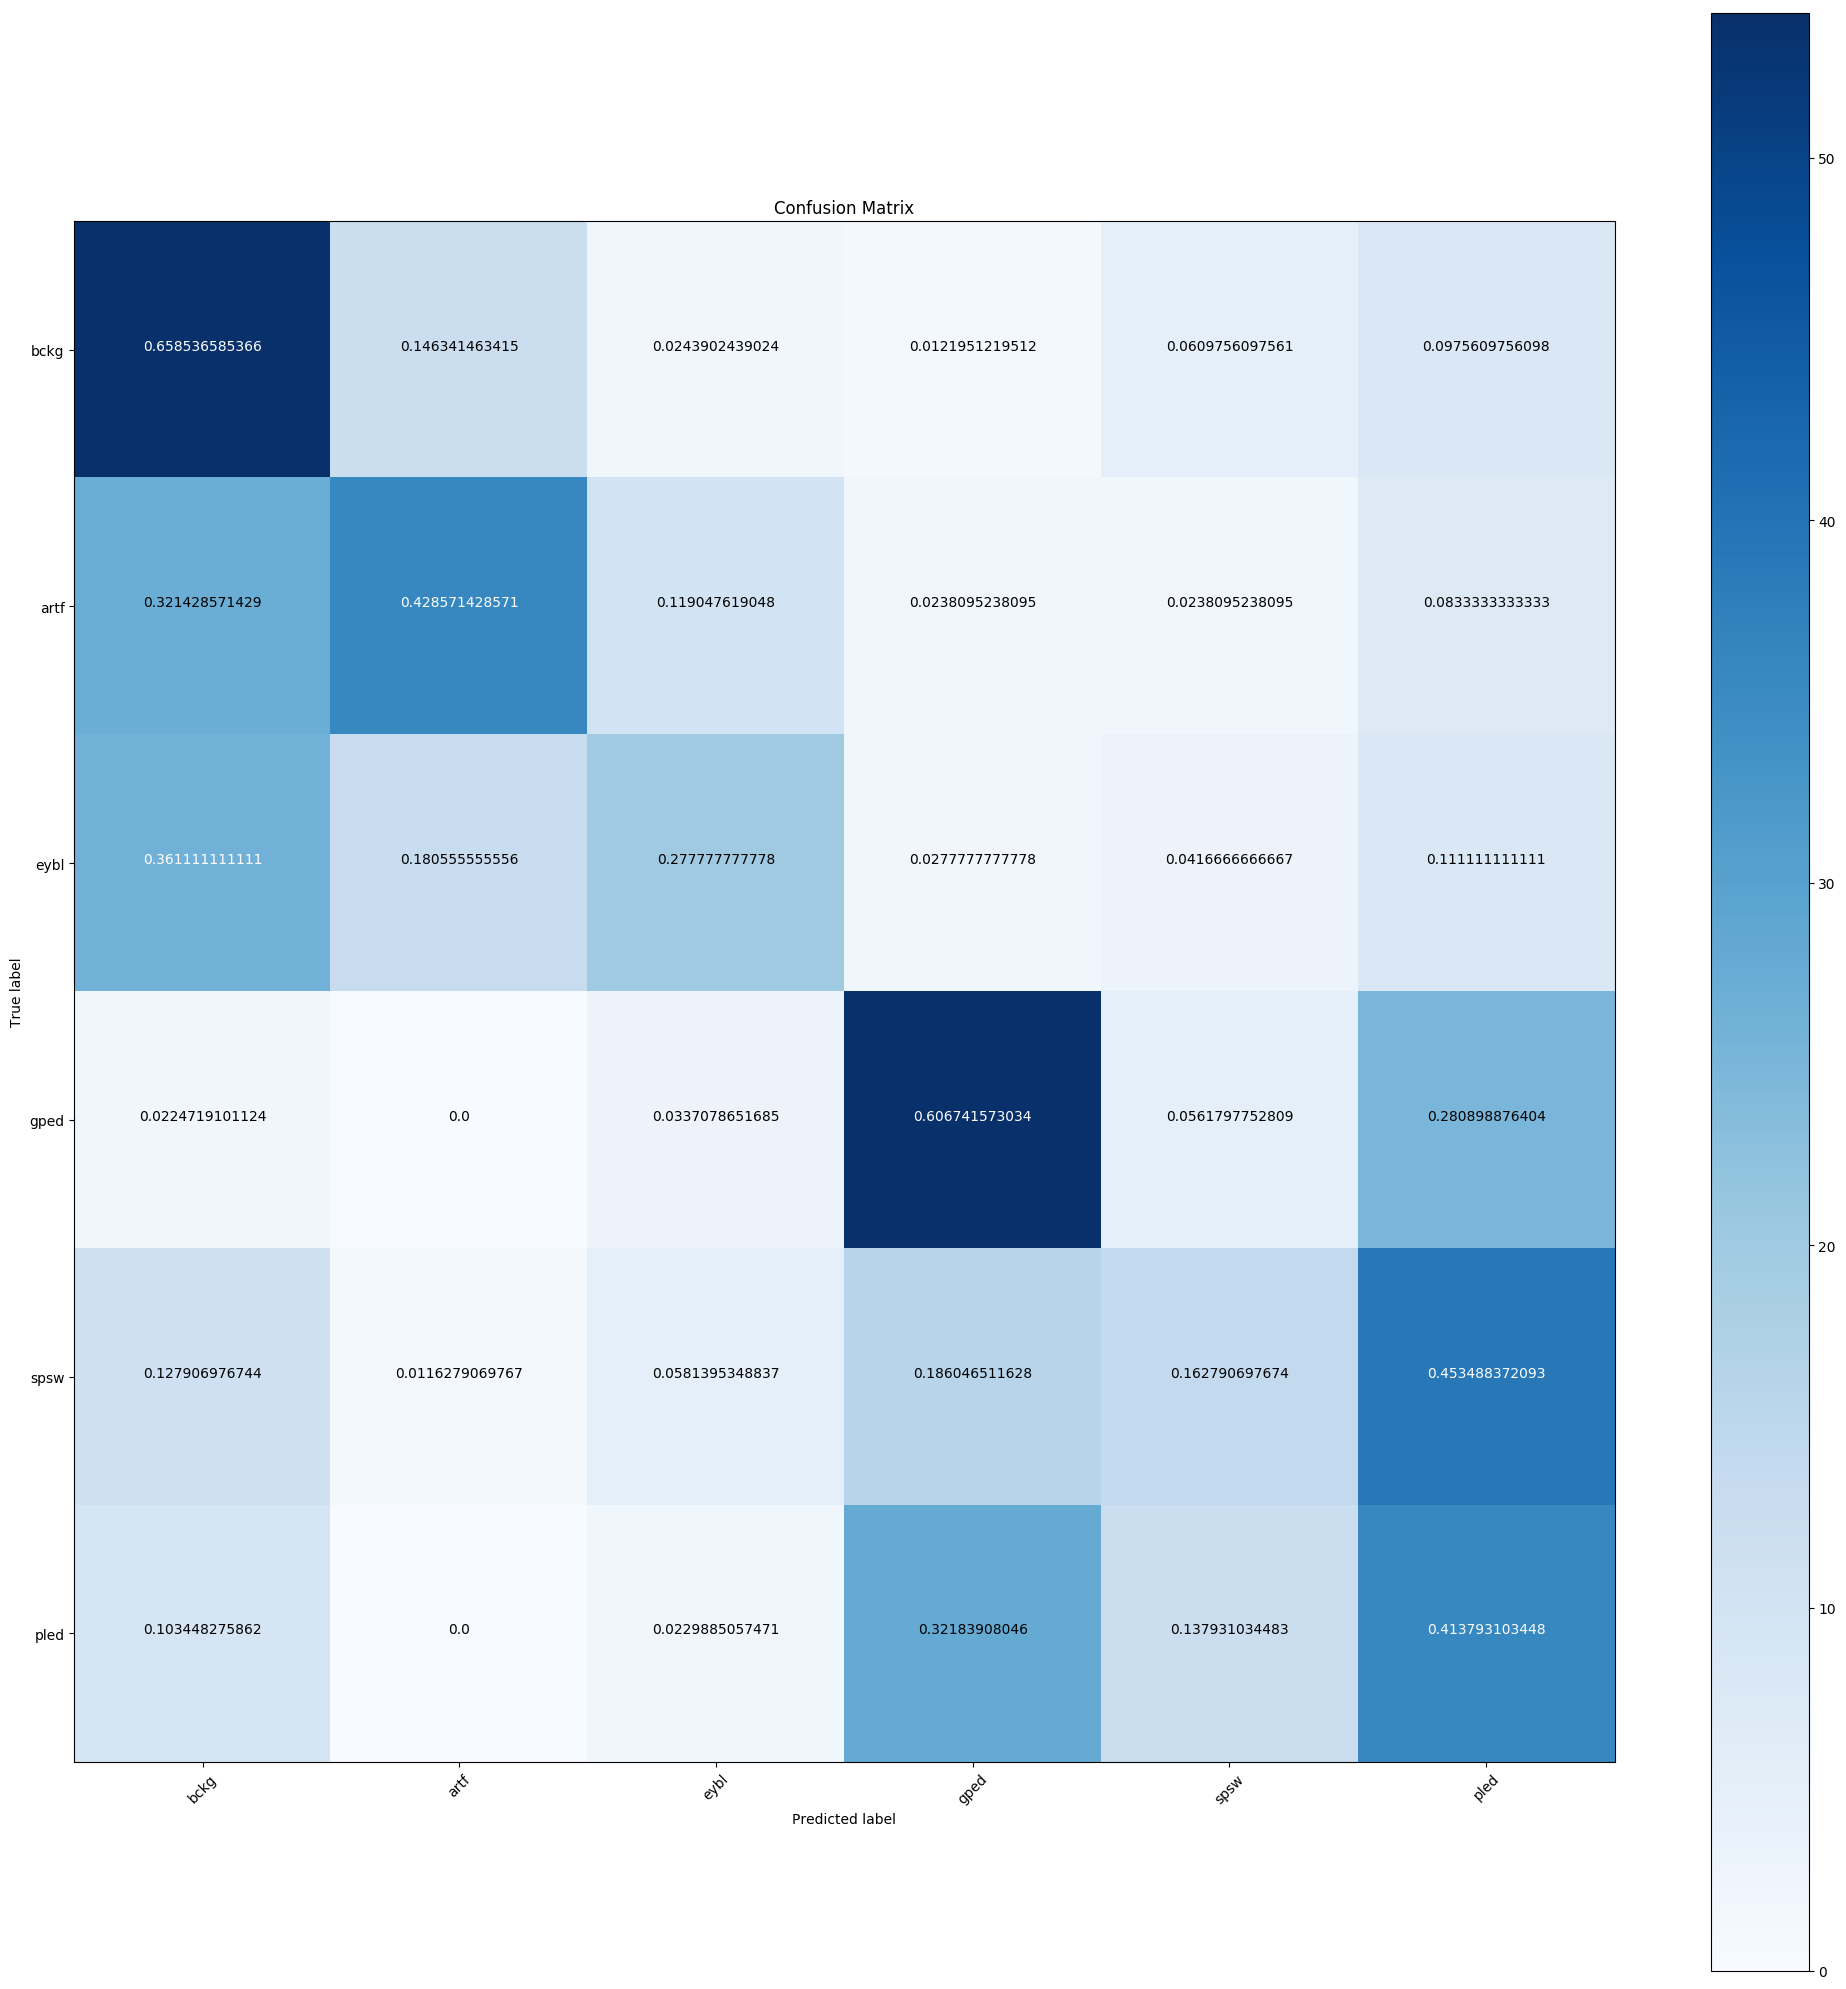 Confusion Matrix
50
bckg 0.658536585366 0.146341463415 0.0243902439024 0.0121951219512 0.0609756097561 0.0975609756098
40
artf 0.321428571429 0.428571428571 0.119047619048 0.0238095238095 0.0238095238095 0.0833333333333
eybl 0.361111111111 0.180555555556 0.277777777778 0.0277777777778 0.0416666666667 0.111111111111
30
True label
gped 0.0224719101124 0.0 0.0337078651685 0.606741573034 0.0561797752809 0.280898876404
20
spsw 0.127906976744 0.0116279069767 0.0581395348837 0.186046511628 0.162790697674 0.453488372093
10
pled 0.103448275862 0.0 0.0229885057471 0.32183908046 0.137931034483 0.413793103448
bckg artf eybl gped spsw pled
Predicted label
0